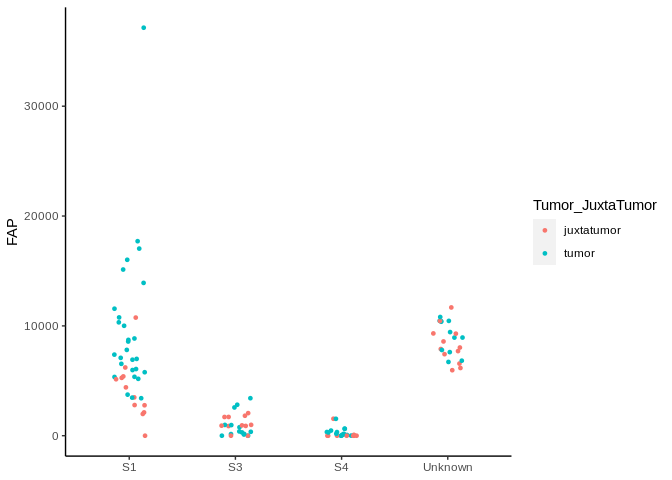 FAP
30000
20000
10000
0
S1 S3 S4 Unknown
Tumor_JuxtaTumor
juxtatumor
tumor